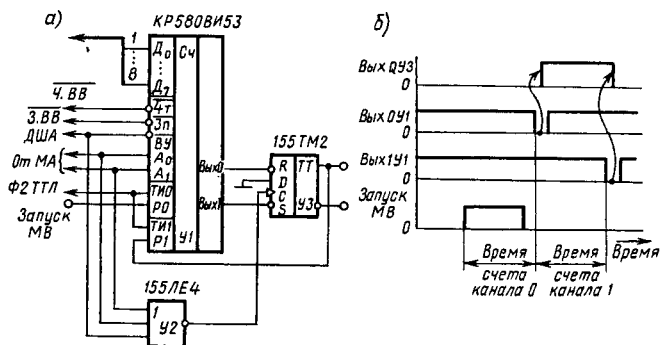 а)
КР580ВИ53
1
8
Д0
Д7
Сч
Ч.ВВ
З.ВВ
ДША
От МА
Ф2 ТТЛ
Запуск МВ
Чт
Зп
ВУ
А0
А1
ТИ0
Р0
ТИ1
Р1
У1
Вых0
Вых1
155ТМ2
R
D
C
S
ТТ
У3
155ЛЕ4
1
У2
б)
Вых QУ3
0
Вых 0У1
0
Вых 1У1
0
Запуск МВ
0
Время счета канала 0
Время счета канала 1
Время